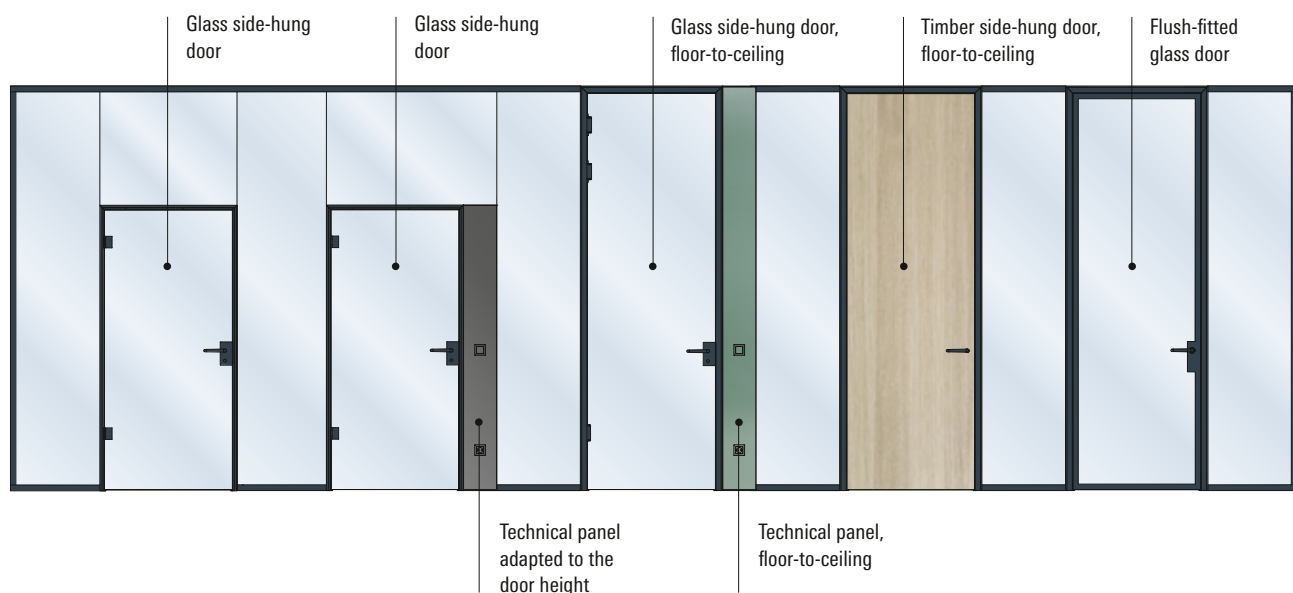 Glass side-hung
door
Glass side-hung
door
Glass side-hung door,
floor-to-ceiling
Timber side-hung door,
floor-to-ceiling
Flush-fitted
glass door
Technical panel
adapted to the
door height
Technical panel,
floor-to-ceiling